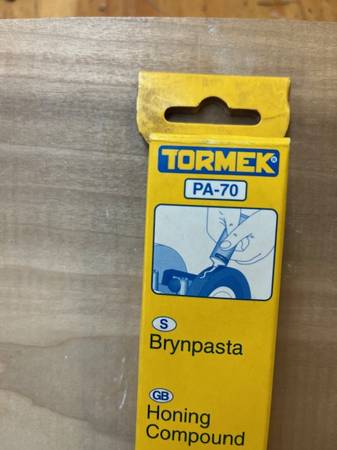 TORMEK®
PA-70
S
Brynpasta
GB
Honing
Compound